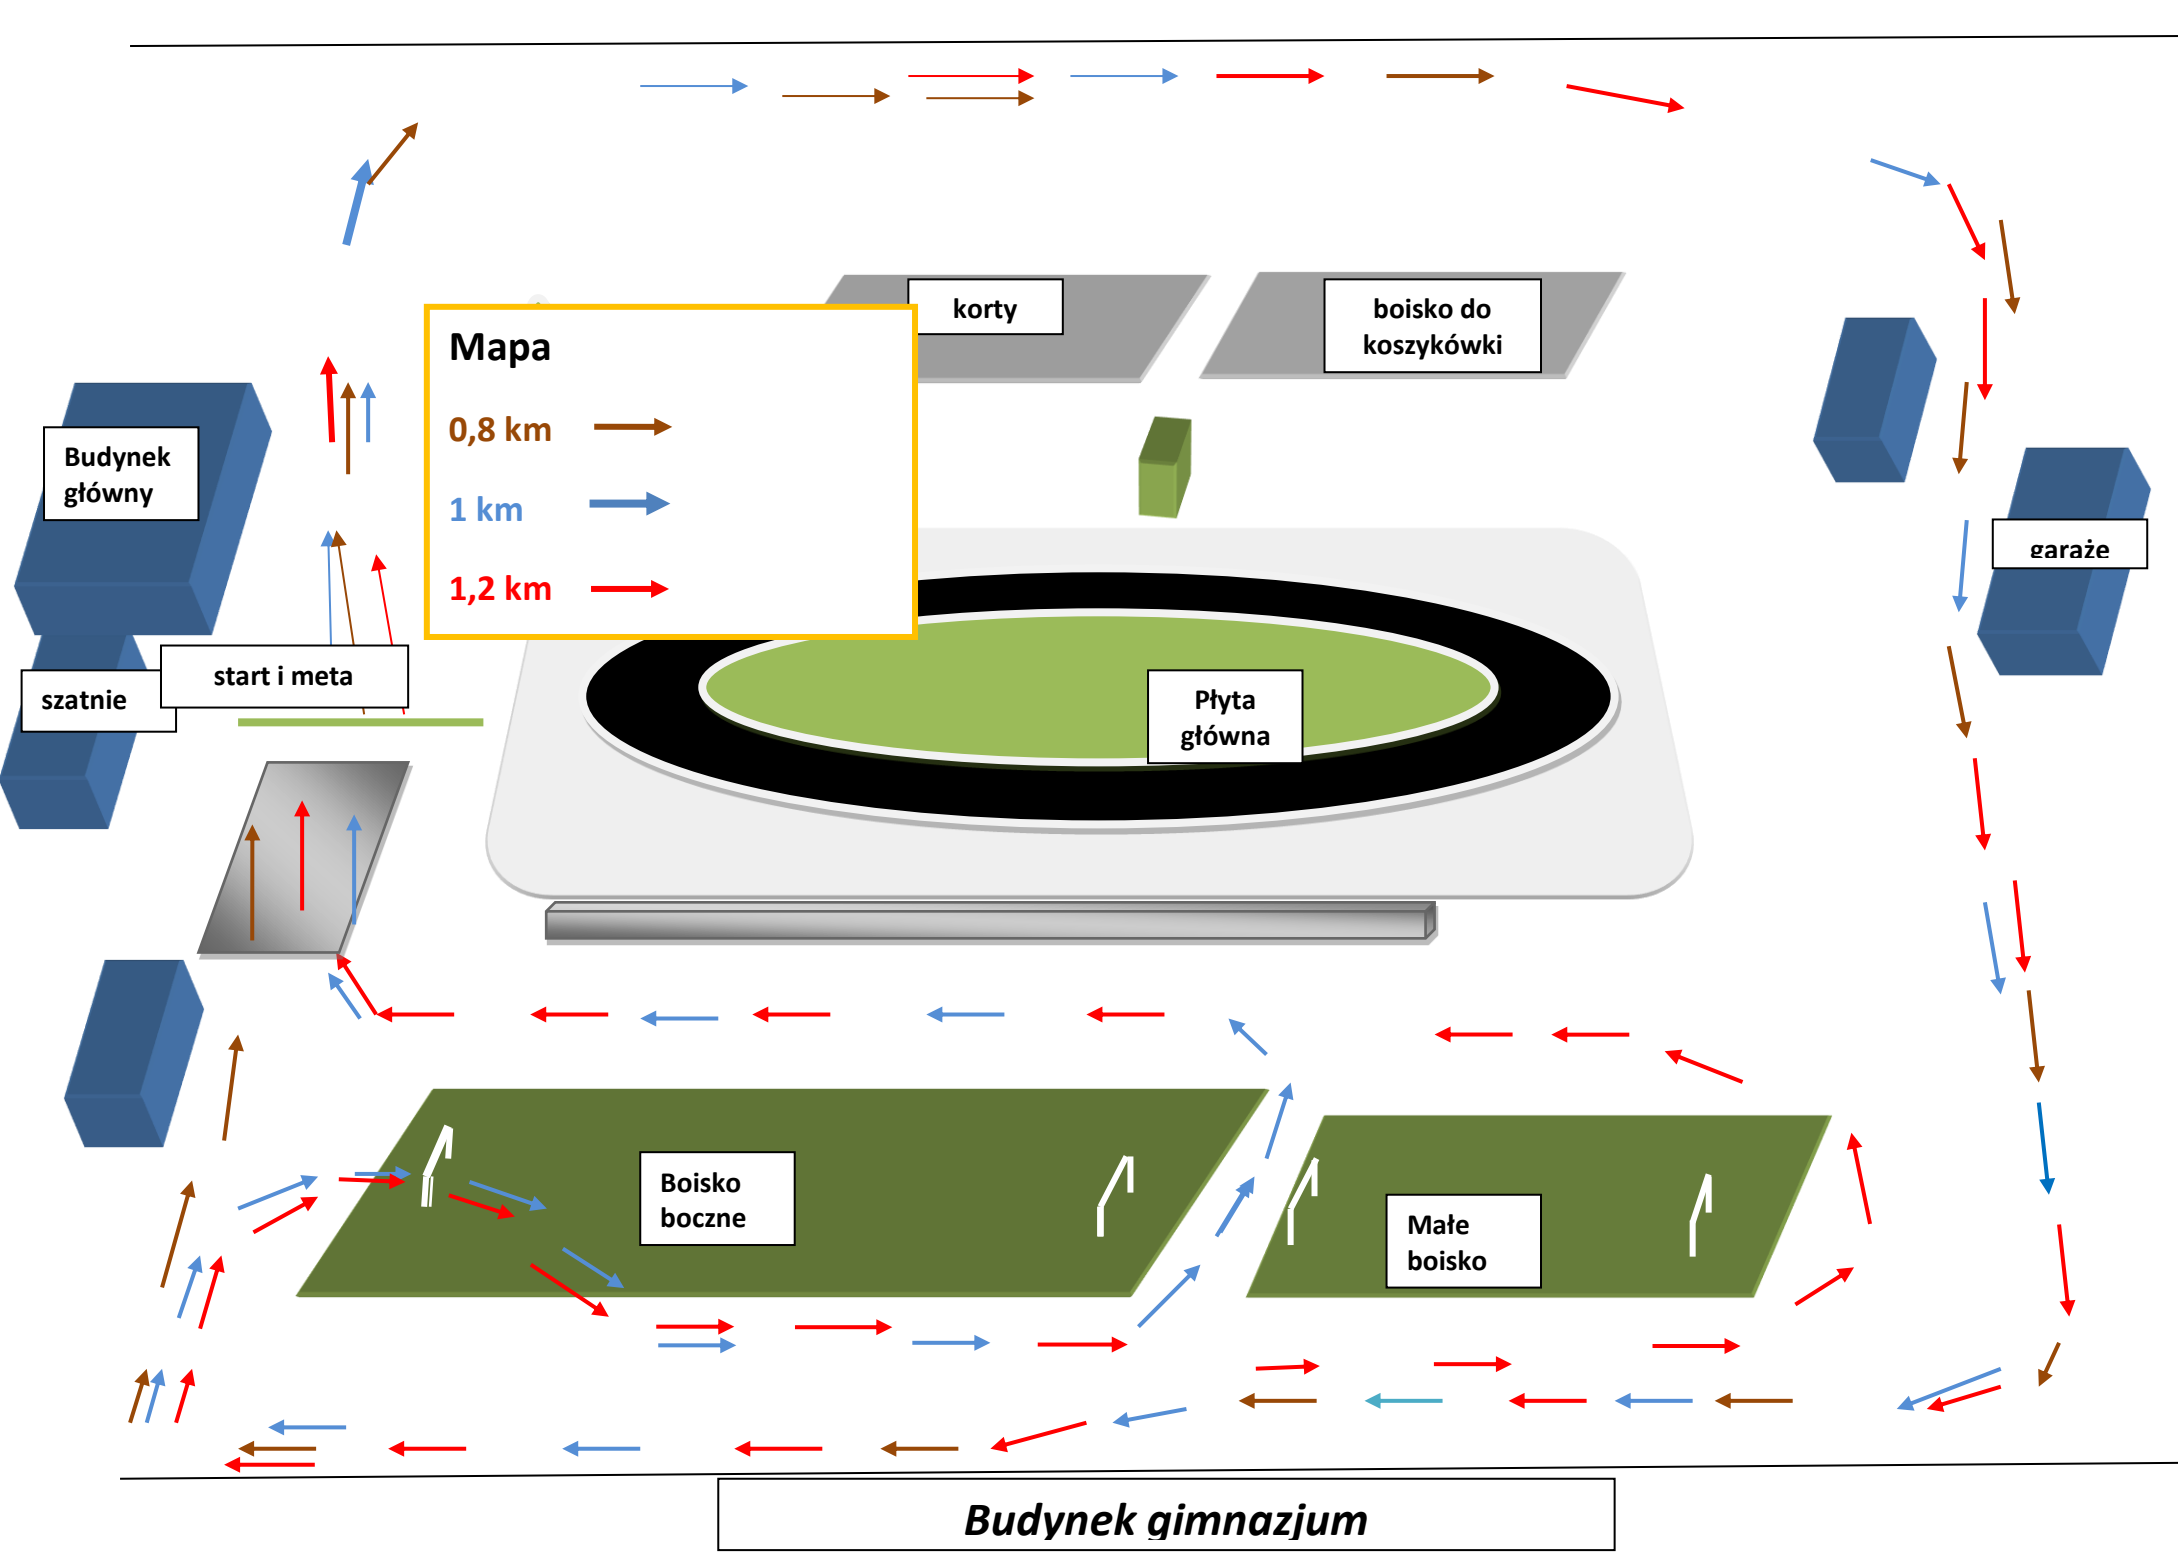 korty
boisko do
koszykówki
Mapa
0,8 km
1 km
1,2 km
Budynek
główny
garaże
start i meta
szatnie
Płyta
główna
Boisko
boczne
Małe
boisko
Budynek gimnazjum